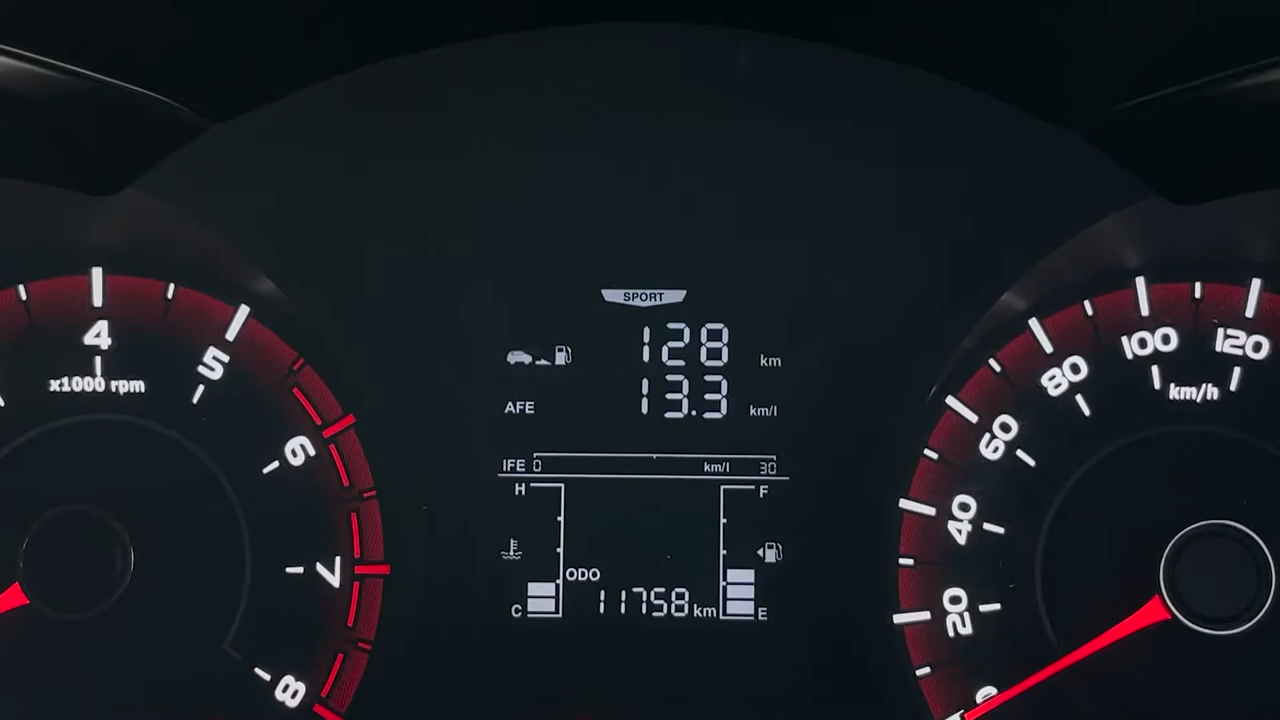 SPORT
128 km
AFE 13.3 km/l
IFE 0 km/l 30
H F
ODO
C 11758 km E
4
x1000 rpm
5
6
7
8
0
20
40
60
80
100
120
km/h